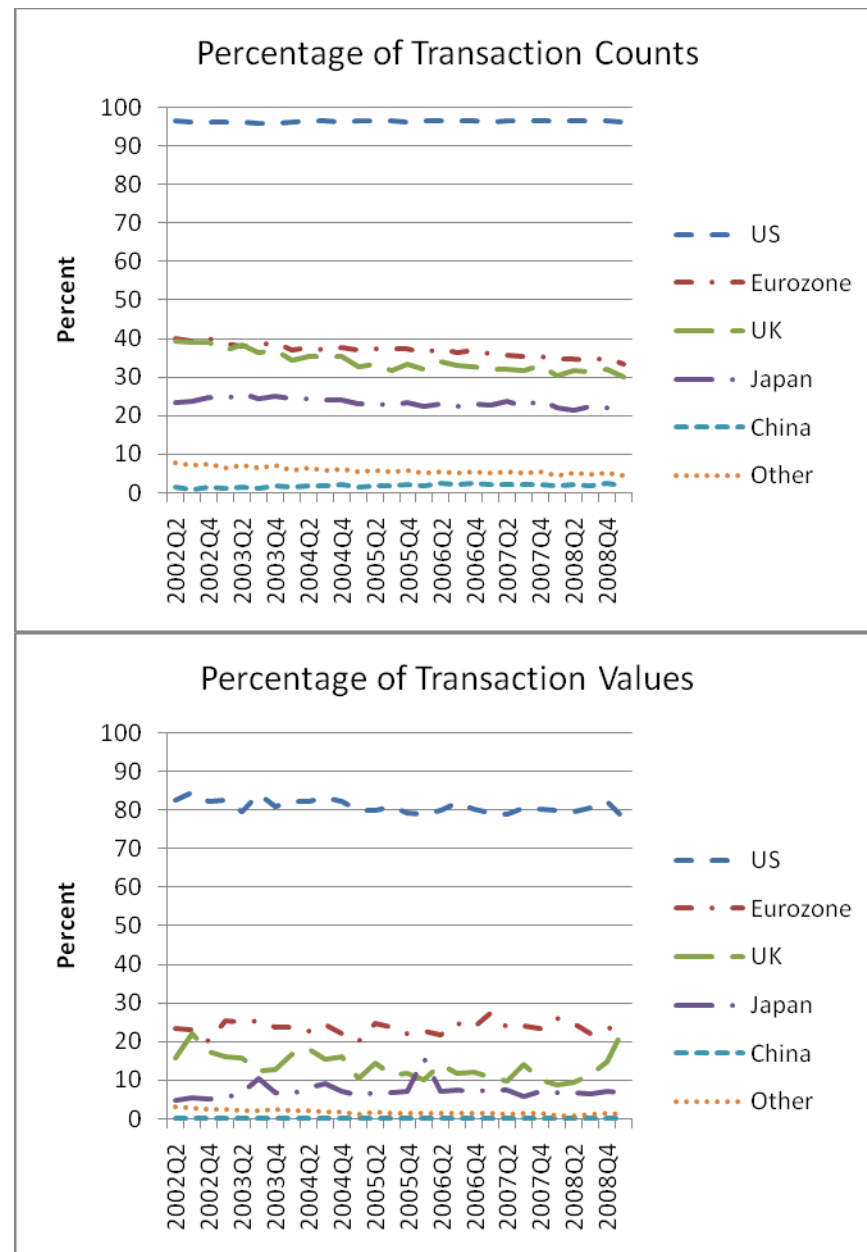 Percentage of Transaction Counts
100
90
80
70
60
50
40
30
20
10
0
Percent
2002Q2
2002Q4
2003Q2
2003Q4
2004Q2
2004Q4
2005Q2
2005Q4
2006Q2
2006Q4
2007Q2
2007Q4
2008Q2
2008Q4
US
Eurozone
UK
Japan
China
Other
Percentage of Transaction Values
100
90
80
70
60
50
40
30
20
10
0
Percent
2002Q2
2002Q4
2003Q2
2003Q4
2004Q2
2004Q4
2005Q2
2005Q4
2006Q2
2006Q4
2007Q2
2007Q4
2008Q2
2008Q4
US
Eurozone
UK
Japan
China
Other